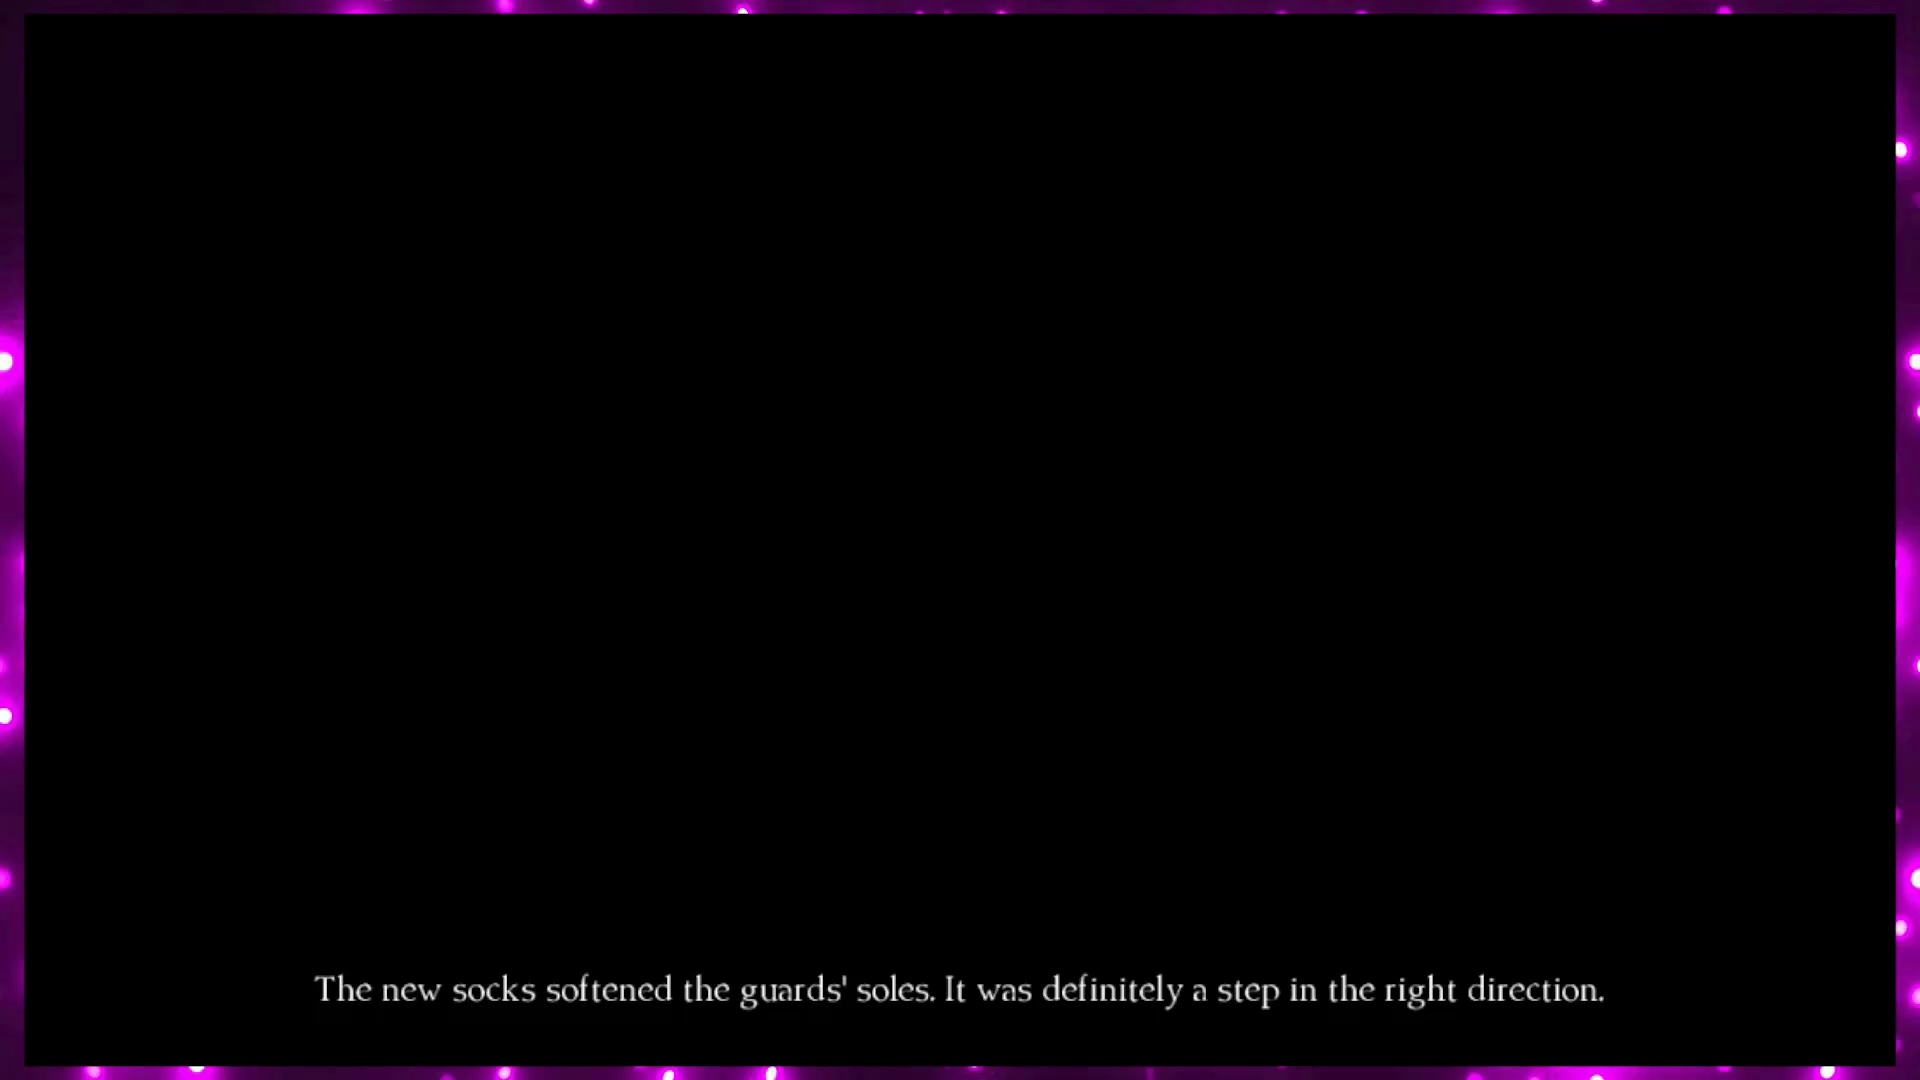 The new socks softened the guards' soles. It was definitely a step in the right direction.